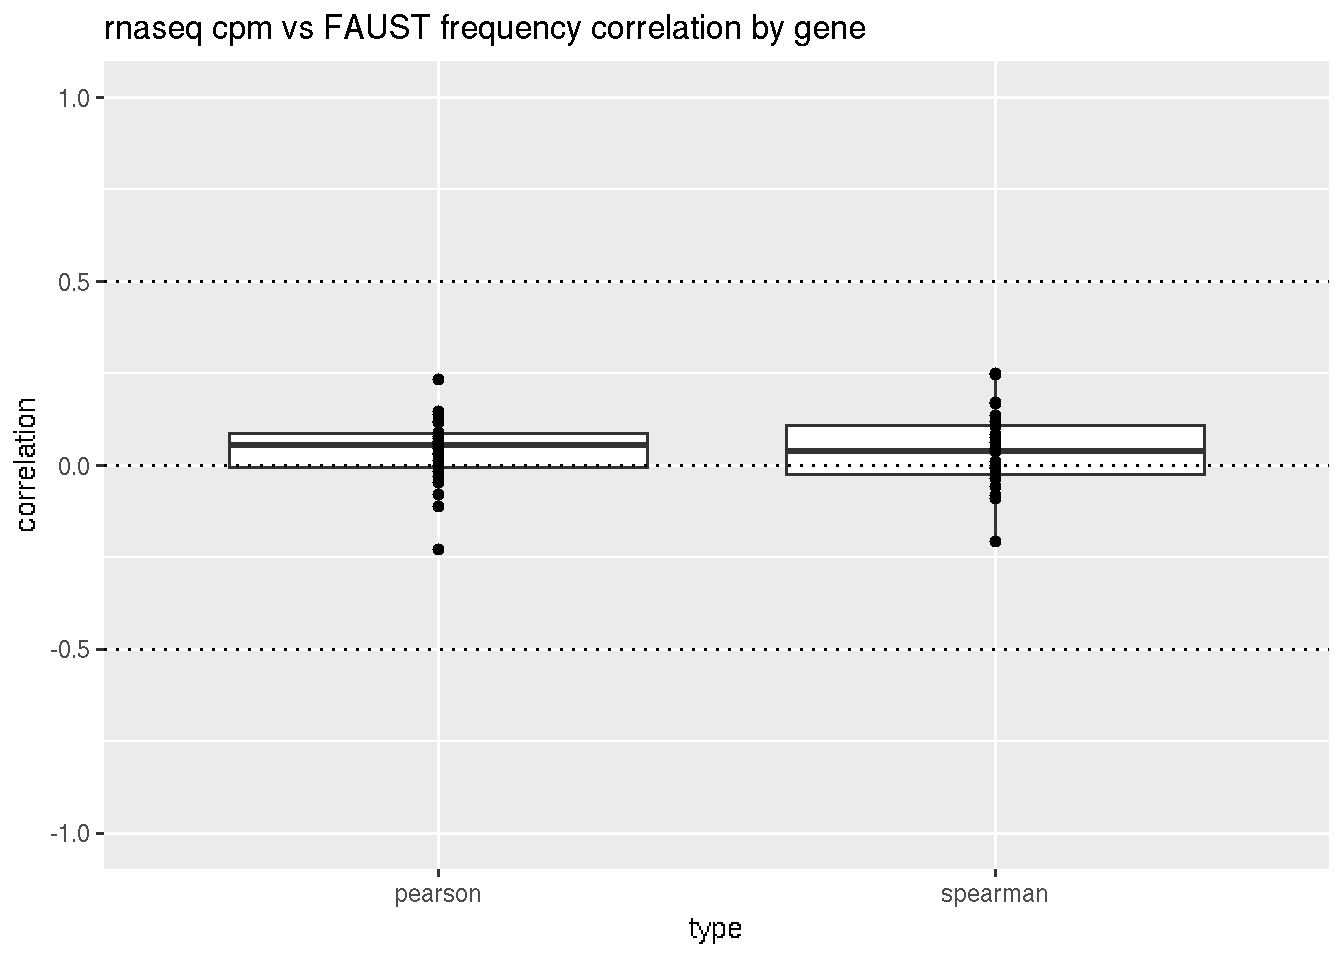 rnaseq cpm vs FAUST frequency correlation by gene
1.0
0.5
0.0
-0.5
-1.0
correlation
pearson
spearman
type